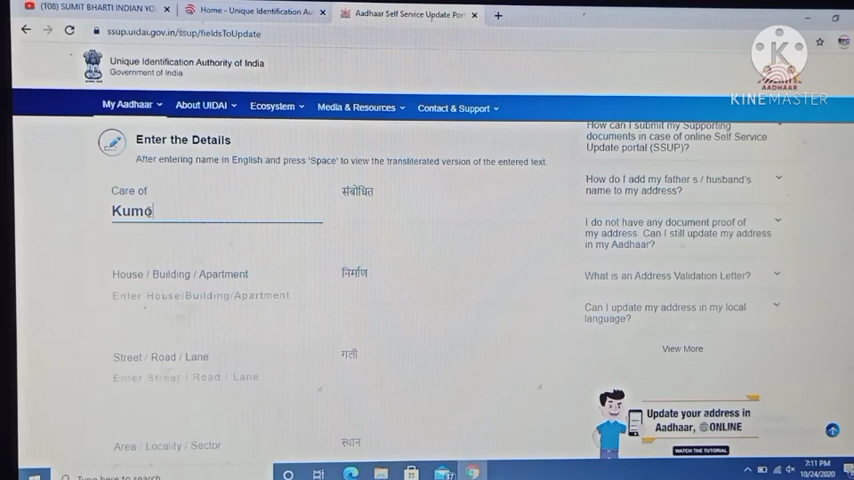 (108) SUMIT BHARTI INDIAN YO
Home - Unique Identification Au
Aadhaar Self Service Update Port
ssup.uidai.gov.in/ssup/fieldsToUpdate
Unique Identification Authority of India
Government of India
AADHAAR
K
KINEMASTER
My Aadhaar
About UIDAI
Ecosystem
Media & Resources
Contact & Support
Enter the Details
After entering name in English and press 'Space' to view the transliterated version of the entered text.
Care of
संबोधित
Kumo
House / Building / Apartment
निर्माण
Enter House/Building/Apartment
Street / Road / Lane
गली
Enter Street / Road / Lane
Area / Locality / Sector
स्थान
How can I submit my Supporting
documents in case of online Self Service
Update portal (SSUP)?
How do I add my father s / husband's
name to my address?
I do not have any document proof of
my address. Can I still update my address
in my Aadhaar?
What is an Address Validation Letter?
Can I update my address in my local
language?
View More
Update your address in
Aadhaar, ONLINE
WATCH THE TUTORIAL
Type here to search
37
7:11 PM
10/24/2020